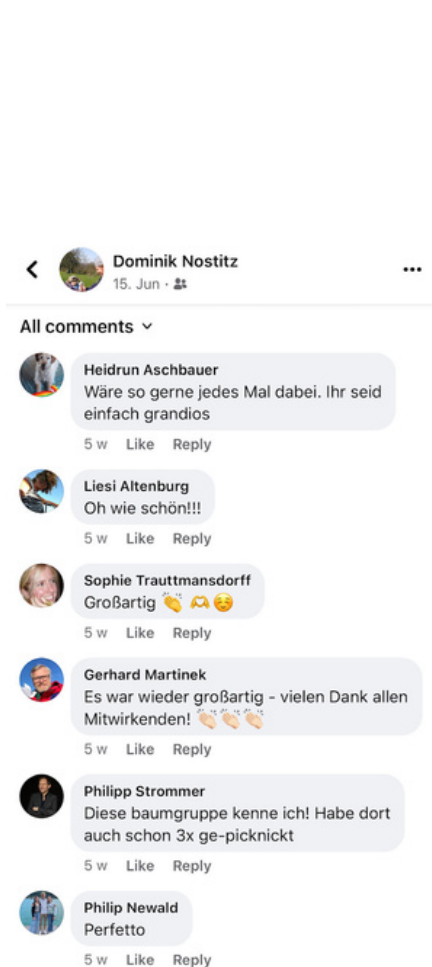 Dominik Nostitz
15. Jun ·
All comments
Heidrun Aschbauer
Wäre so gerne jedes Mal dabei. Ihr seid
einfach grandios
5 w Like Reply
Liesi Altenburg
Oh wie schön!!!
5 w Like Reply
Sophie Trauttmansdorff
Großartig 👏 🫶 ☺️
5 w Like Reply
Gerhard Martinek
Es war wieder großartig - vielen Dank allen
Mitwirkenden! 👏🏻👏🏻👏🏻
5 w Like Reply
Philipp Strommer
Diese baumgruppe kenne ich! Habe dort
auch schon 3x ge-picknickt
5 w Like Reply
Philip Newald
Perfetto
5 w Like Reply